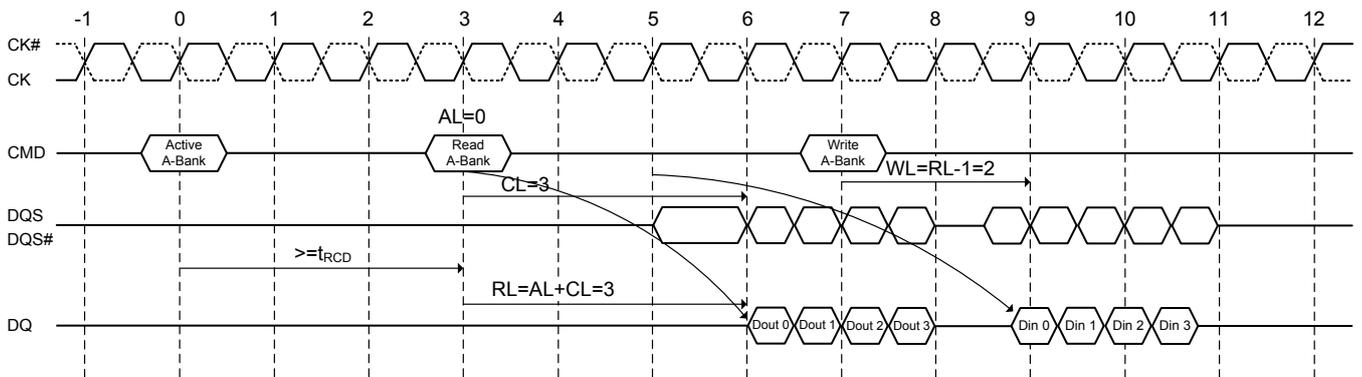 -1 0 1 2 3 4 5 6 7 8 9 10 11 12
CK#
CK
AL=0
Active
A-Bank
Read
A-Bank
Write
A-Bank
CMD
WL=RL-1=2
CL=3
DQS
DQS#
>=tRCD
RL=AL+CL=3
DQ
Dout 0 Dout 1 Dout 2 Dout 3 Din 0 Din 1 Din 2 Din 3